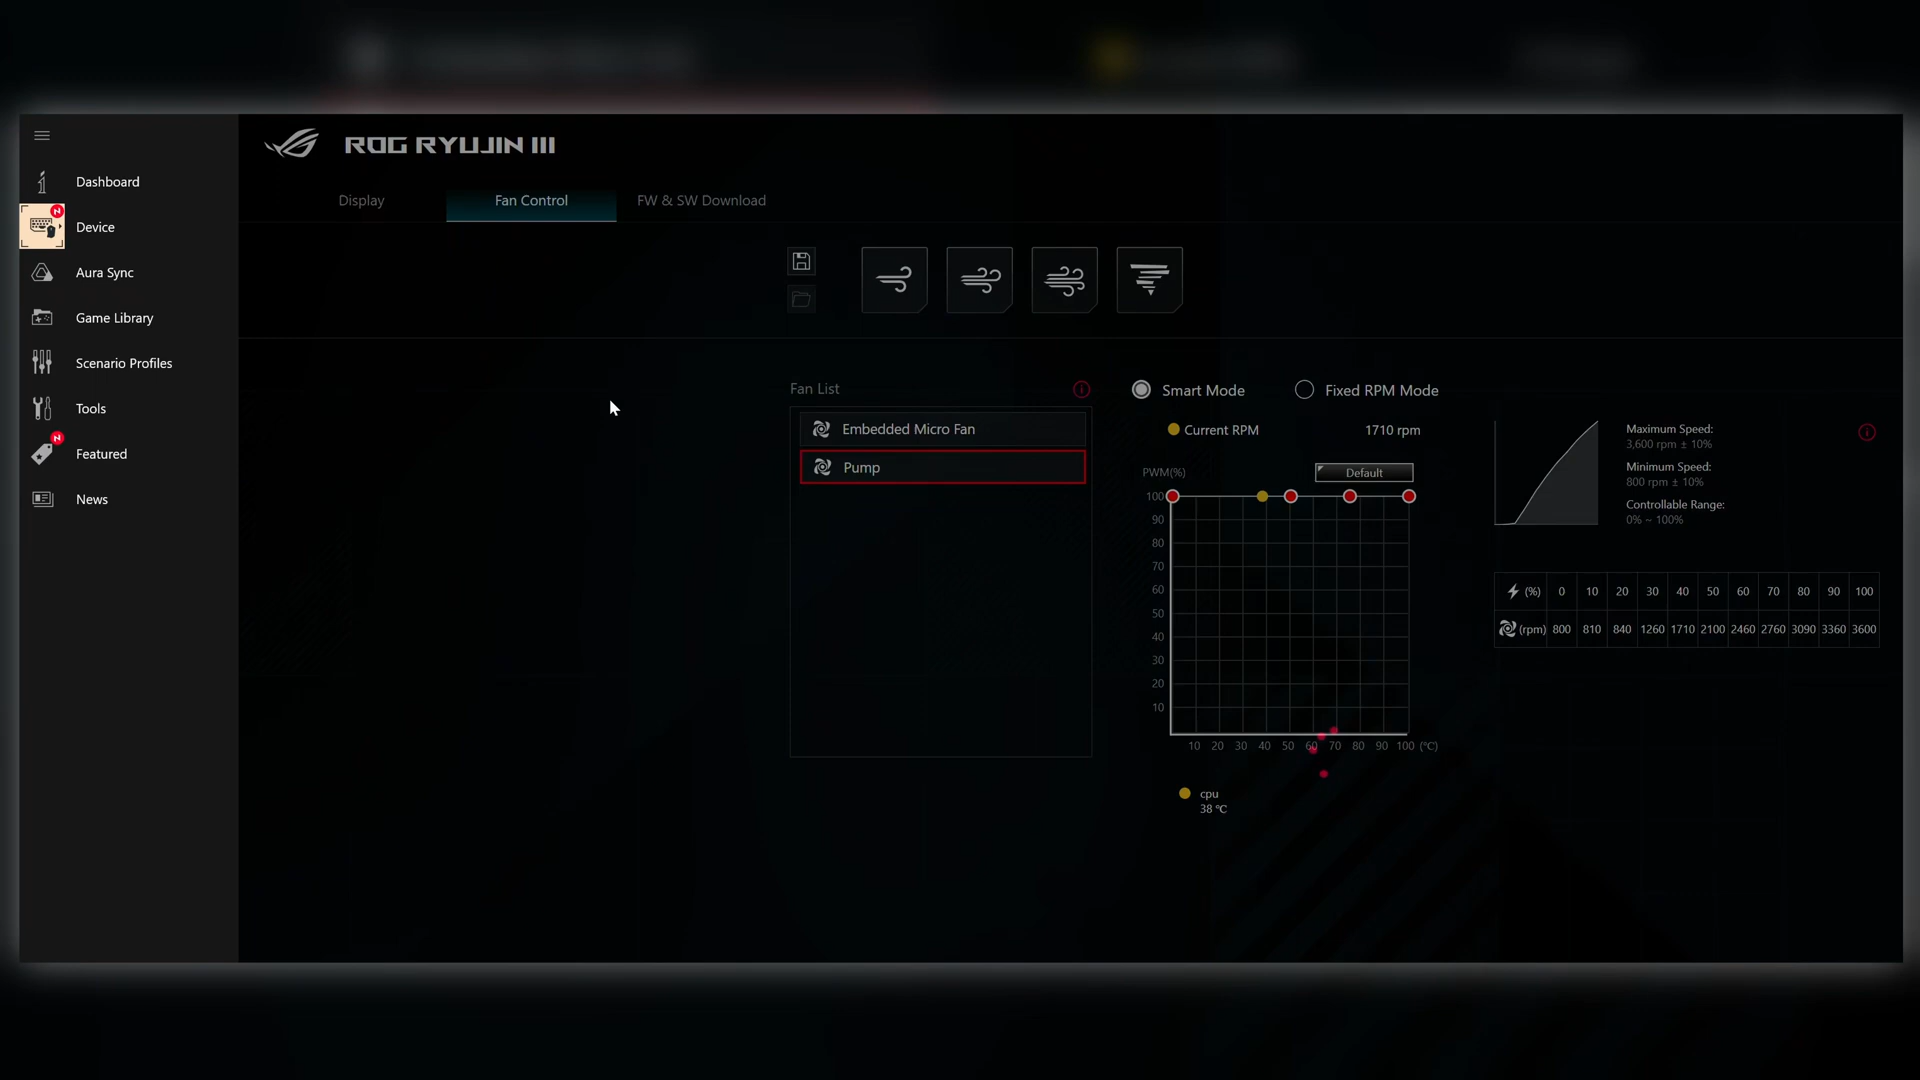 ROG RYUJIN III
Dashboard
Device
Aura Sync
Game Library
Scenario Profiles
Tools
Featured
News
N
N
Display
Fan Control
FW & SW Download
Fan List
Embedded Micro Fan
Pump
Smart Mode
Fixed RPM Mode
Current RPM
1710 rpm
PWM(%)
Default
100
90
80
70
60
50
40
30
20
10
10 20 30 40 50 60 70 80 90 100 (°C)
cpu
38 °C
Maximum Speed:
3,600 rpm ± 10%
Minimum Speed:
800 rpm ± 10%
Controllable Range:
0% ~ 100%
(%) 0 10 20 30 40 50 60 70 80 90 100
(rpm) 800 810 840 1260 1710 2100 2460 2760 3090 3360 3600